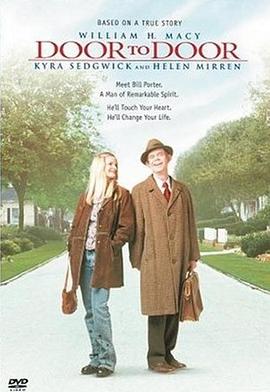 BASED ON A TRUE STORY
WILLIAM H. MACY
DOOR TO DOOR
KYRA SEDGWICK AND HELEN MIRREN
Meet Bill Porter.
A Man of Remarkable Spirit.
He'll Touch Your Heart.
He'll Change Your Life.
DVD
VIDEO